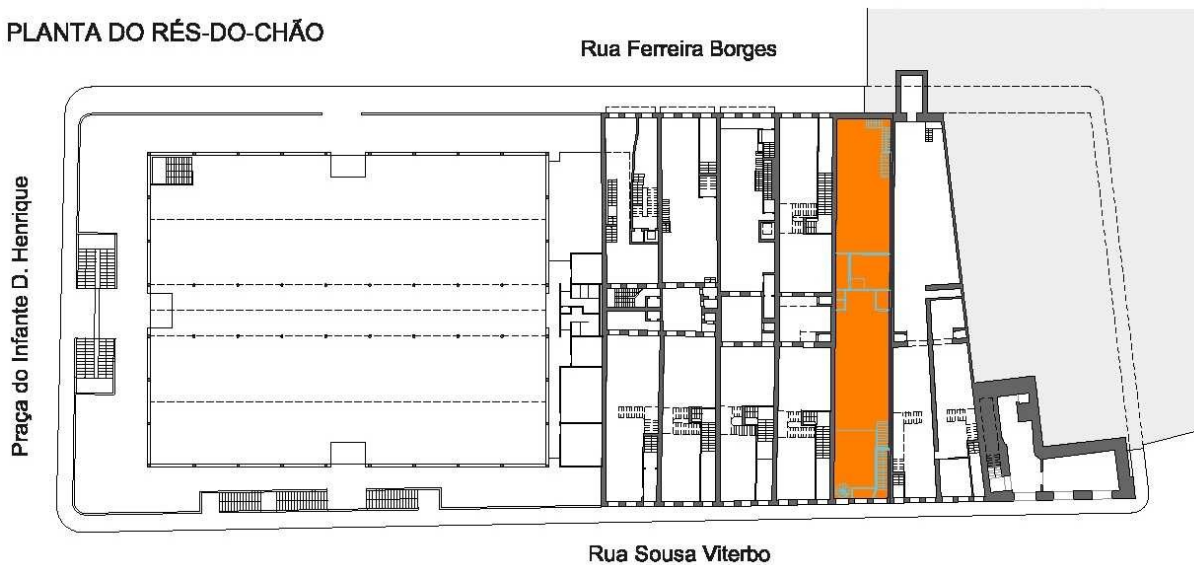 PLANTA DO RÉS-DO-CHÃO
Rua Ferreira Borges
Praça do Infante D. Henrique
Rua Sousa Viterbo